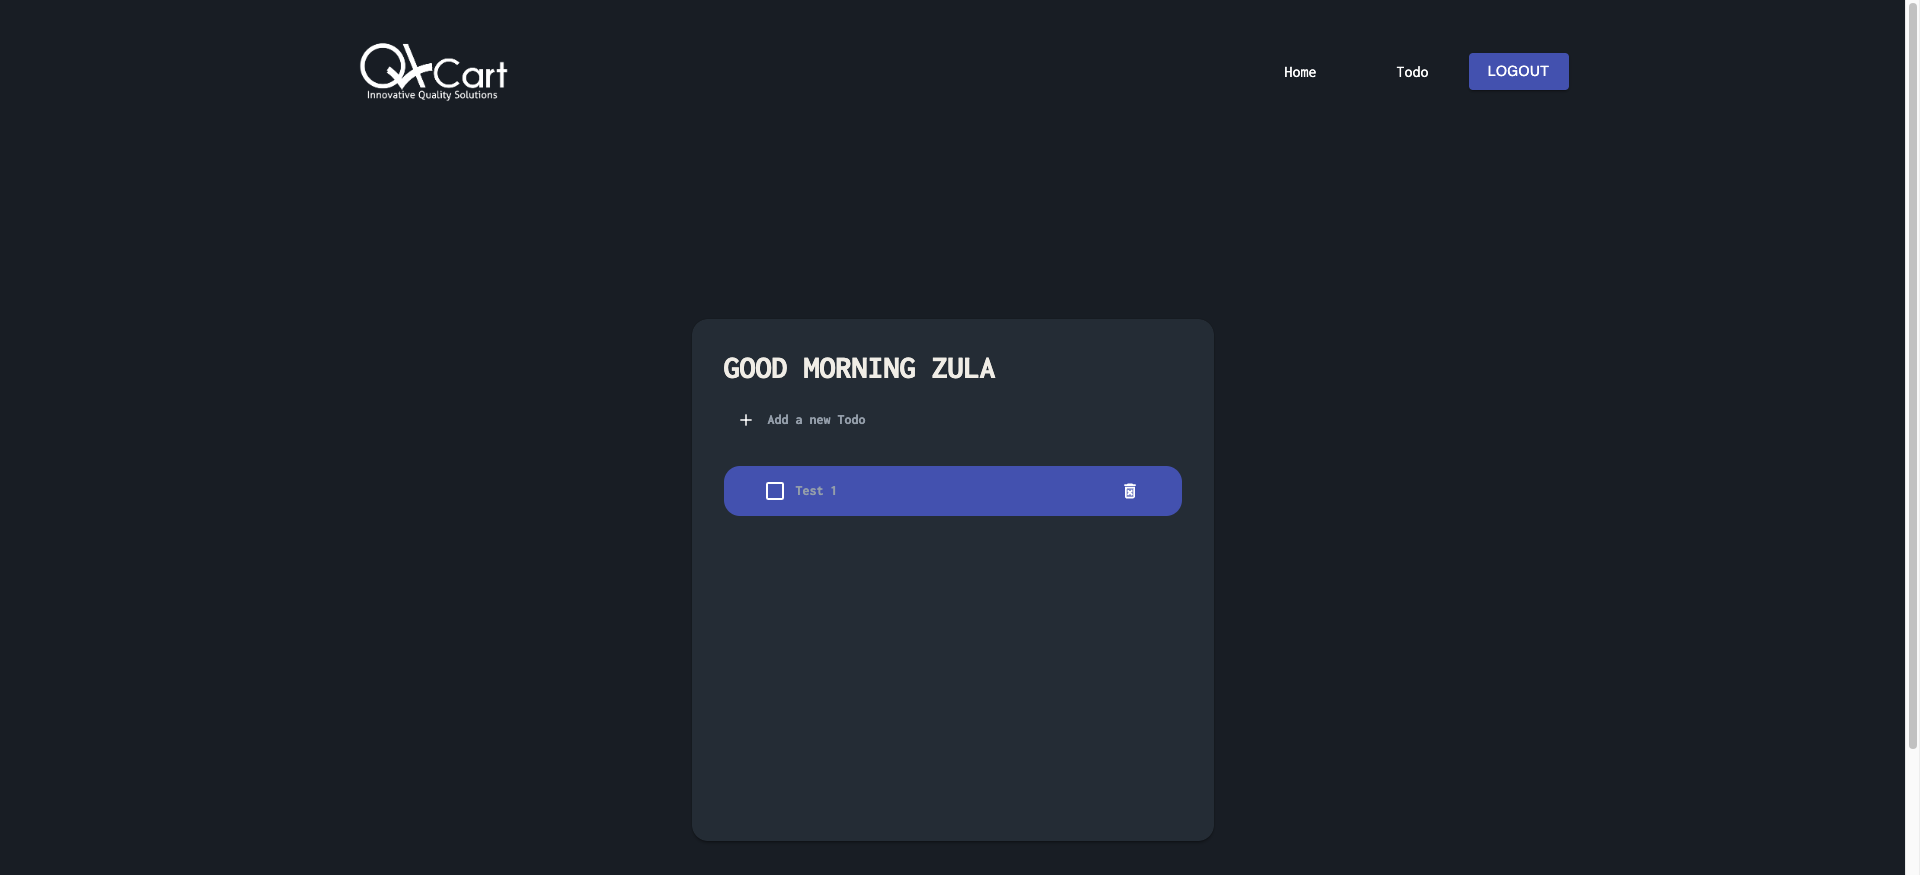 QACart
Innovative Quality Solutions
Home
Todo
LOGOUT
GOOD MORNING ZULA
Add a new Todo
Test 1